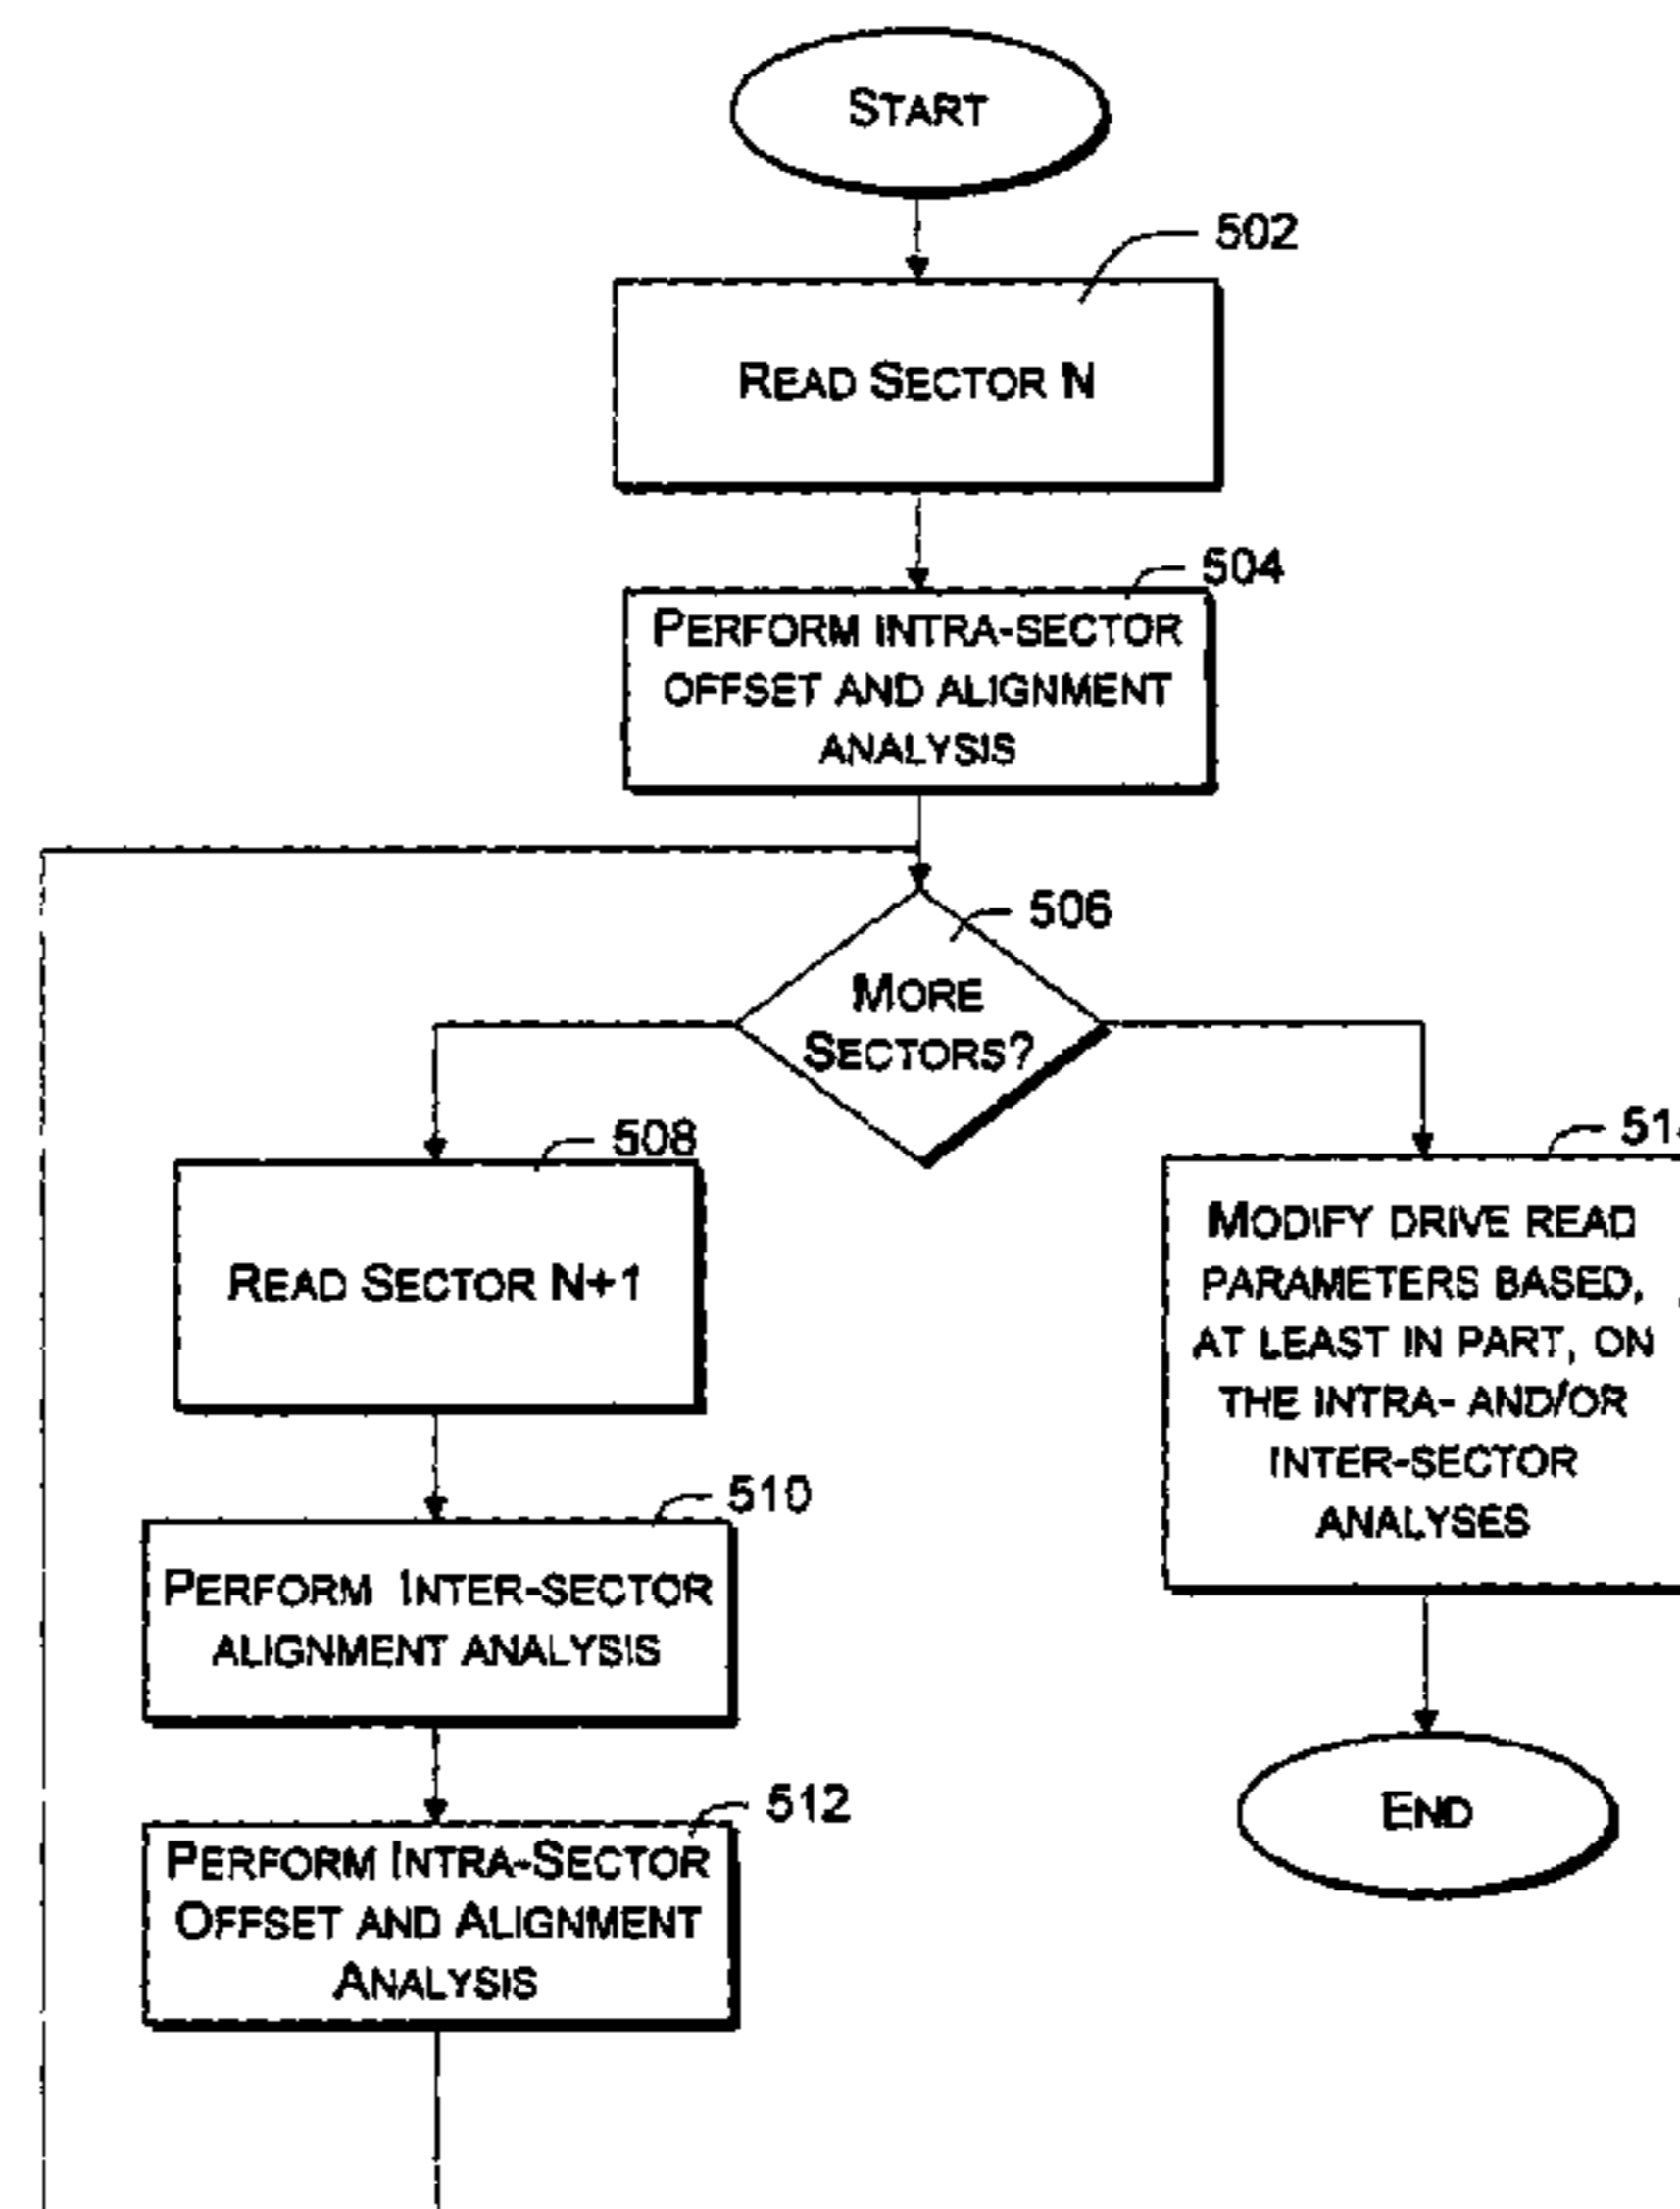 START
502
READ SECTOR N
504
PERFORM INTRA-SECTOR
OFFSET AND ALIGNMENT
ANALYSIS
506
MORE
SECTORS?
508
READ SECTOR N+1
510
PERFORM INTER-SECTOR
ALIGNMENT ANALYSIS
512
PERFORM INTRA-SECTOR
OFFSET AND ALIGNMENT
ANALYSIS
MODIFY DRIVE READ
PARAMETERS BASED,
AT LEAST IN PART, ON
THE INTRA- AND/OR
INTER-SECTOR
ANALYSES
END